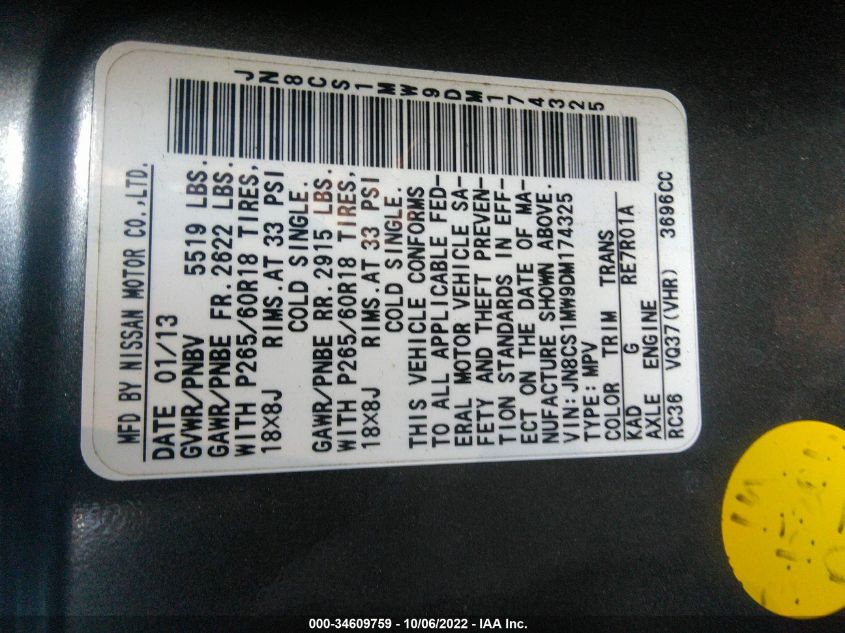 JN8CS1MW9DM174325
MFD BY NISSAN MOTOR CO.,LTD.
DATE 01/13
GVWR/PNBV 5519 LBS.
GAWR/PNBE FR. 2622 LBS.
WITH P265/60R18 TIRES,
18X8J RIMS AT 33 PSI
COLD SINGLE.
GAWR/PNBE RR. 2915 LBS.
WITH P265/60R18 TIRES,
18X8J RIMS AT 33 PSI
COLD SINGLE.
THIS VEHICLE CONFORMS
TO ALL APPLICABLE FED-
ERAL MOTOR VEHICLE SA-
FETY AND THEFT PREVEN-
TION STANDARDS IN EFF-
ECT ON THE DATE OF MA-
NUFACTURE SHOWN ABOVE.
VIN: JN8CS1MW9DM174325
TYPE: MPV
COLOR TRIM TRANS
KAD G RE7R01A
AXLE ENGINE
RC36 VQ37(VHR) 3696CC
000-34609759 - 10/06/2022 - IAA Inc.